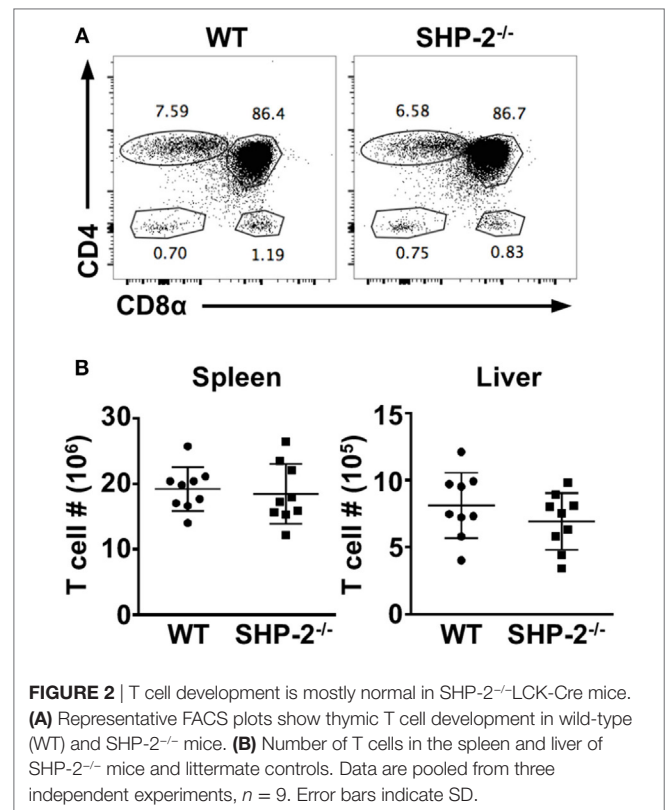 A
WT
SHP-2⁻/⁻
7.59
86.4
6.58
86.7
0.70
1.19
0.75
0.83
CD4
CD8α
B
Spleen
Liver
T cell # (10⁶)
30
20
10
0
WT
SHP-2⁻/⁻
T cell # (10⁵)
15
10
5
0
WT
SHP-2⁻/⁻
FIGURE 2 | T cell development is mostly normal in SHP-2⁻/⁻LCK-Cre mice.
(A) Representative FACS plots show thymic T cell development in wild-type
(WT) and SHP-2⁻/⁻ mice. (B) Number of T cells in the spleen and liver of
SHP-2⁻/⁻ mice and littermate controls. Data are pooled from three
independent experiments, n = 9. Error bars indicate SD.